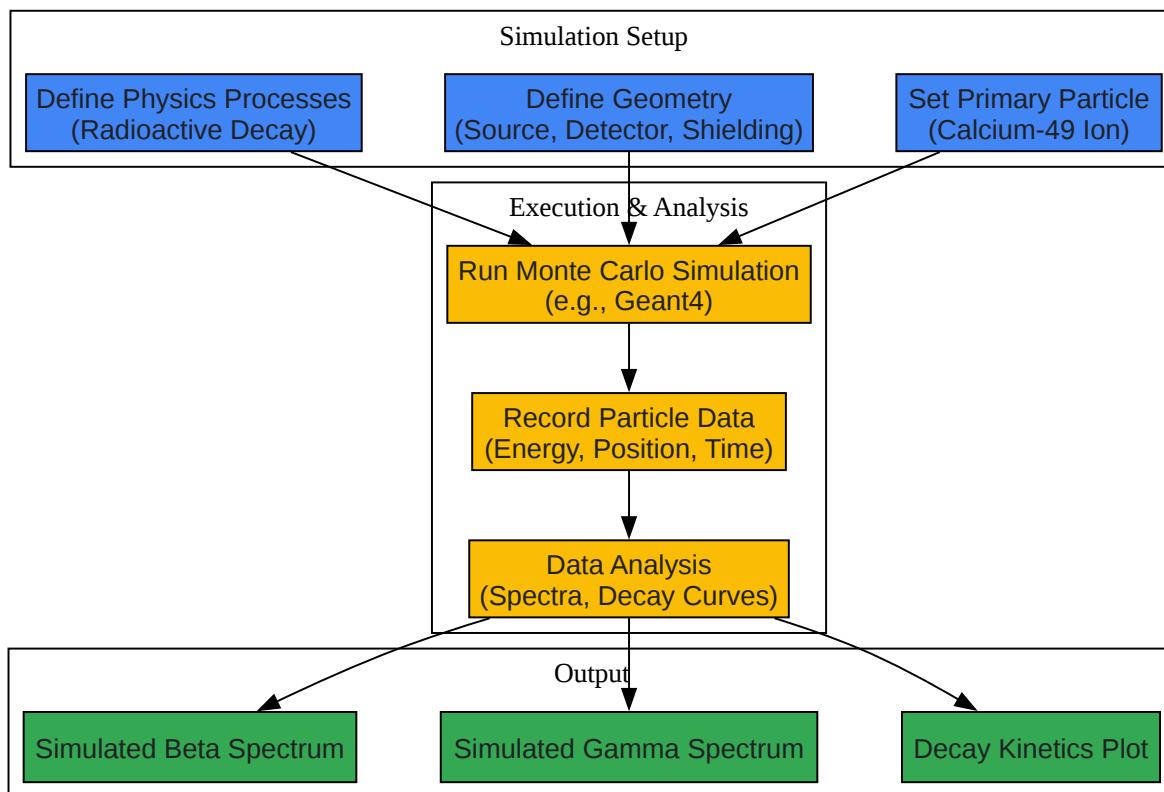 Simulation Setup
Define Physics Processes
(Radioactive Decay)
Define Geometry
(Source, Detector, Shielding)
Set Primary Particle
(Calcium-49 Ion)
Execution & Analysis
Run Monte Carlo Simulation
(e.g., Geant4)
Record Particle Data
(Energy, Position, Time)
Data Analysis
(Spectra, Decay Curves)
Output
Simulated Beta Spectrum
Simulated Gamma Spectrum
Decay Kinetics Plot